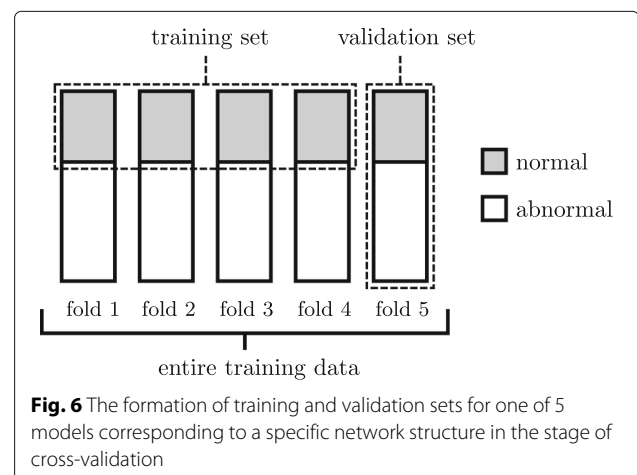 training set
validation set
normal
abnormal
fold 1
fold 2
fold 3
fold 4
fold 5
entire training data
Fig. 6 The formation of training and validation sets for one of 5
models corresponding to a specific network structure in the stage of
cross-validation